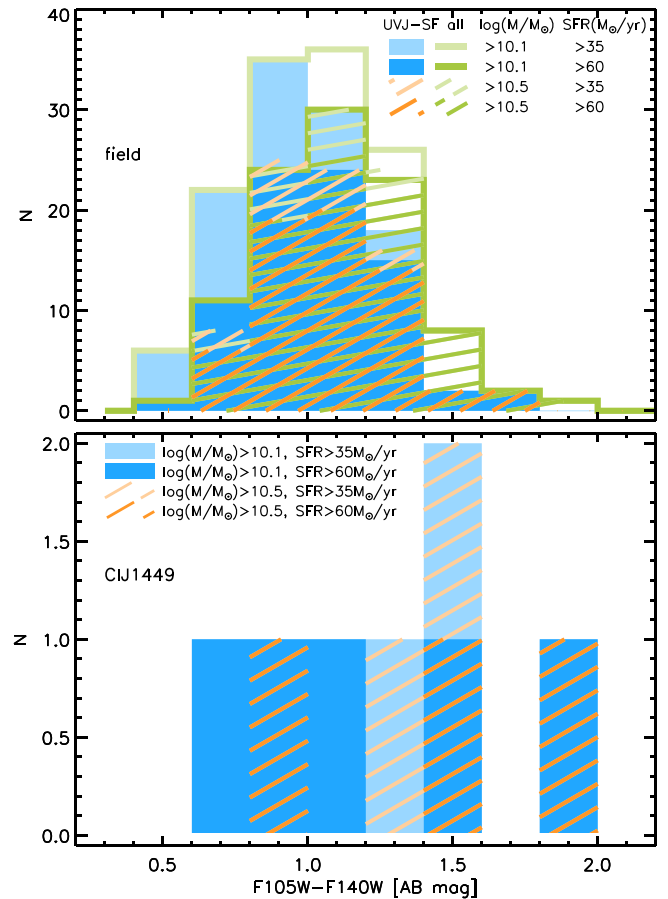 UVJ-SF all log(M/M⊙) SFR(M⊙/yr)
>10.1 >35
>10.1 >60
>10.5 >35
>10.5 >60
field
N
40
30
20
10
0
log(M/M⊙)>10.1, SFR>35M⊙/yr
log(M/M⊙)>10.1, SFR>60M⊙/yr
log(M/M⊙)>10.5, SFR>35M⊙/yr
log(M/M⊙)>10.5, SFR>60M⊙/yr
ClJ1449
N
2.0
1.5
1.0
0.5
0.0
0.5 1.0 1.5 2.0
F105W-F140W [AB mag]